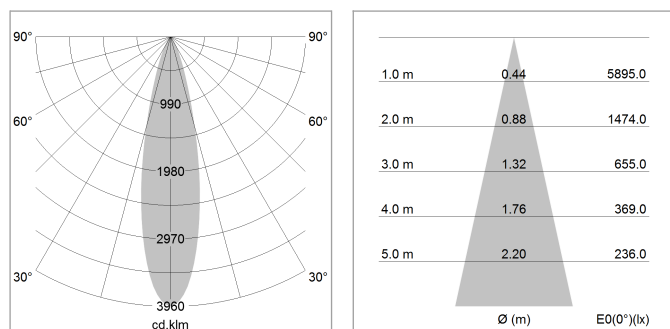 90° 90°
990
60° 60°
1980
2970
30° 30°
3960
cd.klm
1.0 m 0.44 5895.0
2.0 m 0.88 1474.0
3.0 m 1.32 655.0
4.0 m 1.76 369.0
5.0 m 2.20 236.0
Ø (m) E0(0°)(lx)